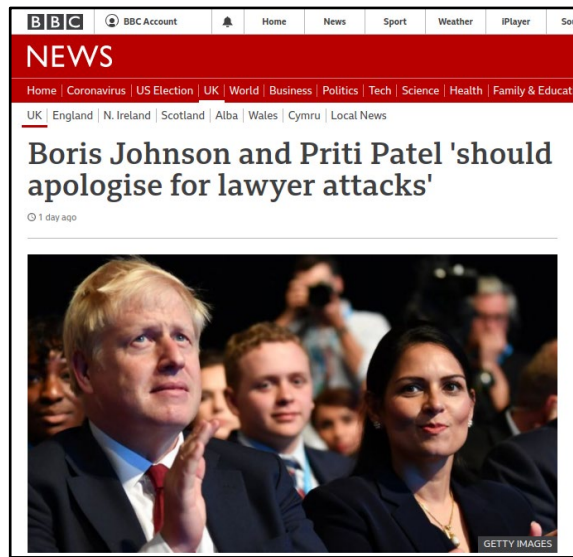 BBC BBC Account Home News Sport Weather iPlayer
NEWS
Home Coronavirus US Election UK World Business Politics Tech Science Health Family & Educat
UK England N. Ireland Scotland Alba Wales Cymru Local News
Boris Johnson and Priti Patel 'should
apologise for lawyer attacks'
1 day ago
GETTY IMAGES